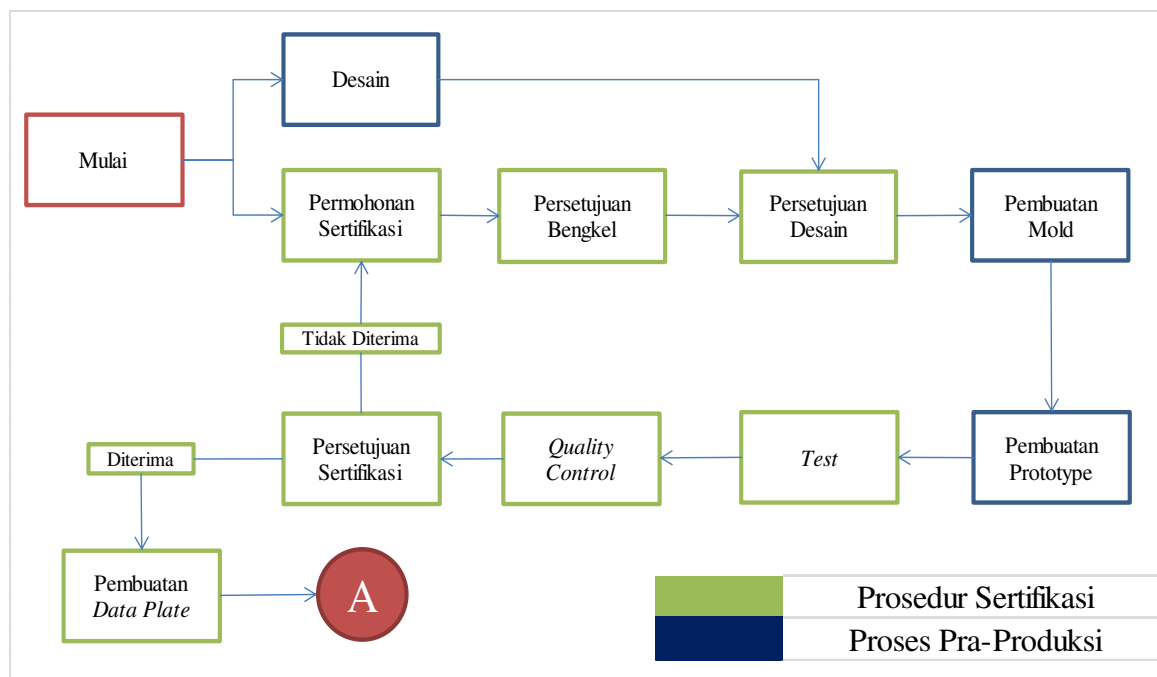 Desain
Mulai
Permohonan
Sertifikasi
Persetujuan
Bengkel
Persetujuan
Desain
Pembuatan
Mold
Tidak Diterima
Diterima
Persetujuan
Sertifikasi
Quality
Control
Test
Pembuatan
Prototype
Pembuatan
Data Plate
A
Prosedur Sertifikasi
Proses Pra-Produksi